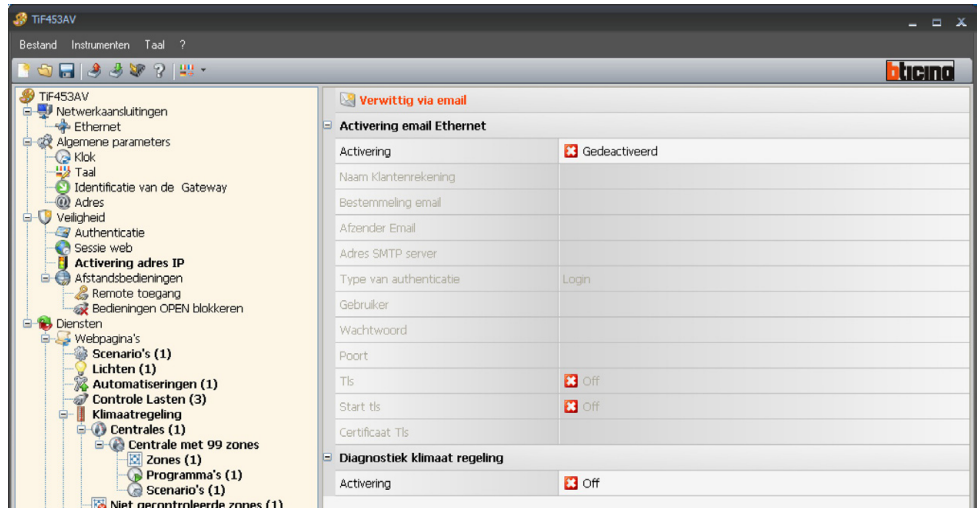 TiF453AV
Bestand Instrumenten Taal ?
bticino
TiF453AV
Netwerkaansluitingen
Ethernet
Algemene parameters
Klok
Taal
Identificatie van de Gateway
Adres
Veiligheid
Authenticatie
Sessie web
Activering adres IP
Afstandsbedieningen
Remote toegang
Bedieningen OPEN blokkeren
Diensten
Webpagina's
Scenario's (1)
Lichten (1)
Automatiseringen (1)
Controle Lasten (3)
Klimaatregeling
Centrales (1)
Centrale met 99 zones
Zones (1)
Programma's (1)
Scenario's (1)
Niet gecontroleerde zones (1)
Verwittig via email
Activering email Ethernet
Activering Gedeactiveerd
Naam Klantenrekening
Bestemmeling email
Afzender Email
Adres SMTP server
Type van authenticatie Login
Gebruiker
Wachtwoord
Poort
Tls Off
Start tls Off
Certificaat Tls
Diagnostiek klimaat regeling
Activering Off